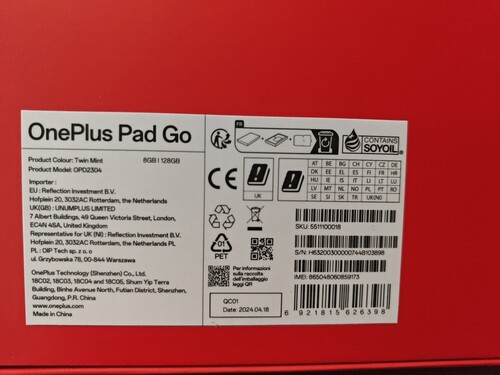 OnePlus Pad Go
Product Colour: Twin Mint 8GB | 128GB
Product Model: OPD2304
Importer :
EU : Reflection Investment B.V.
Hofplein 20, 3032AC Rotterdam, the Netherlands
UK(GB) : UNUMPLUS LIMITED
7 Albert Buildings, 49 Queen Victoria Street, London,
EC4N 4SA, United Kingdom
Representative for UK (NI) : Reflection Investment B.V.
Hofplein 20, 3032AC Rotterdam, the Netherlands PL
PL : OIP Tech sp. z o. o.
ul. Grzybowska 78, 00-844 Warszawa
OnePlus Technology (Shenzhen) Co., Ltd.
18C02, 18C03, 18C04 and 18C05, Shum Yip Terra
Building, Binhe Avenue North, Futian District, Shenzhen,
Guangdong, P.R. China
www.oneplus.com
Made in China
FR
CONTAINS
SOYOIL
CE
UK
AT BE BG CH CY CZ DE
DK EE EL ES FI FR HR
HU IE IS IT LI LT LU
LV MT NL NO PL PT RO
SE SI SK TR UK(NI)
01
PET
Per informazioni
sulla raccolta
dell'imballaggio
leggi QR
QC01
Date: 2024.04.18
SKU: 5511100018
S/N: H632003000007448103898
IMEI: 865048060859173
6 921815 626398